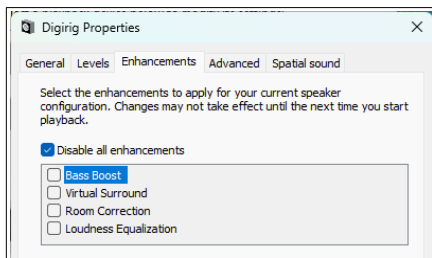 Digirig Properties
General Levels Enhancements Advanced Spatial sound
Select the enhancements to apply for your current speaker
configuration. Changes may not take effect until the next time you start
playback.
Disable all enhancements
Bass Boost
Virtual Surround
Room Correction
Loudness Equalization